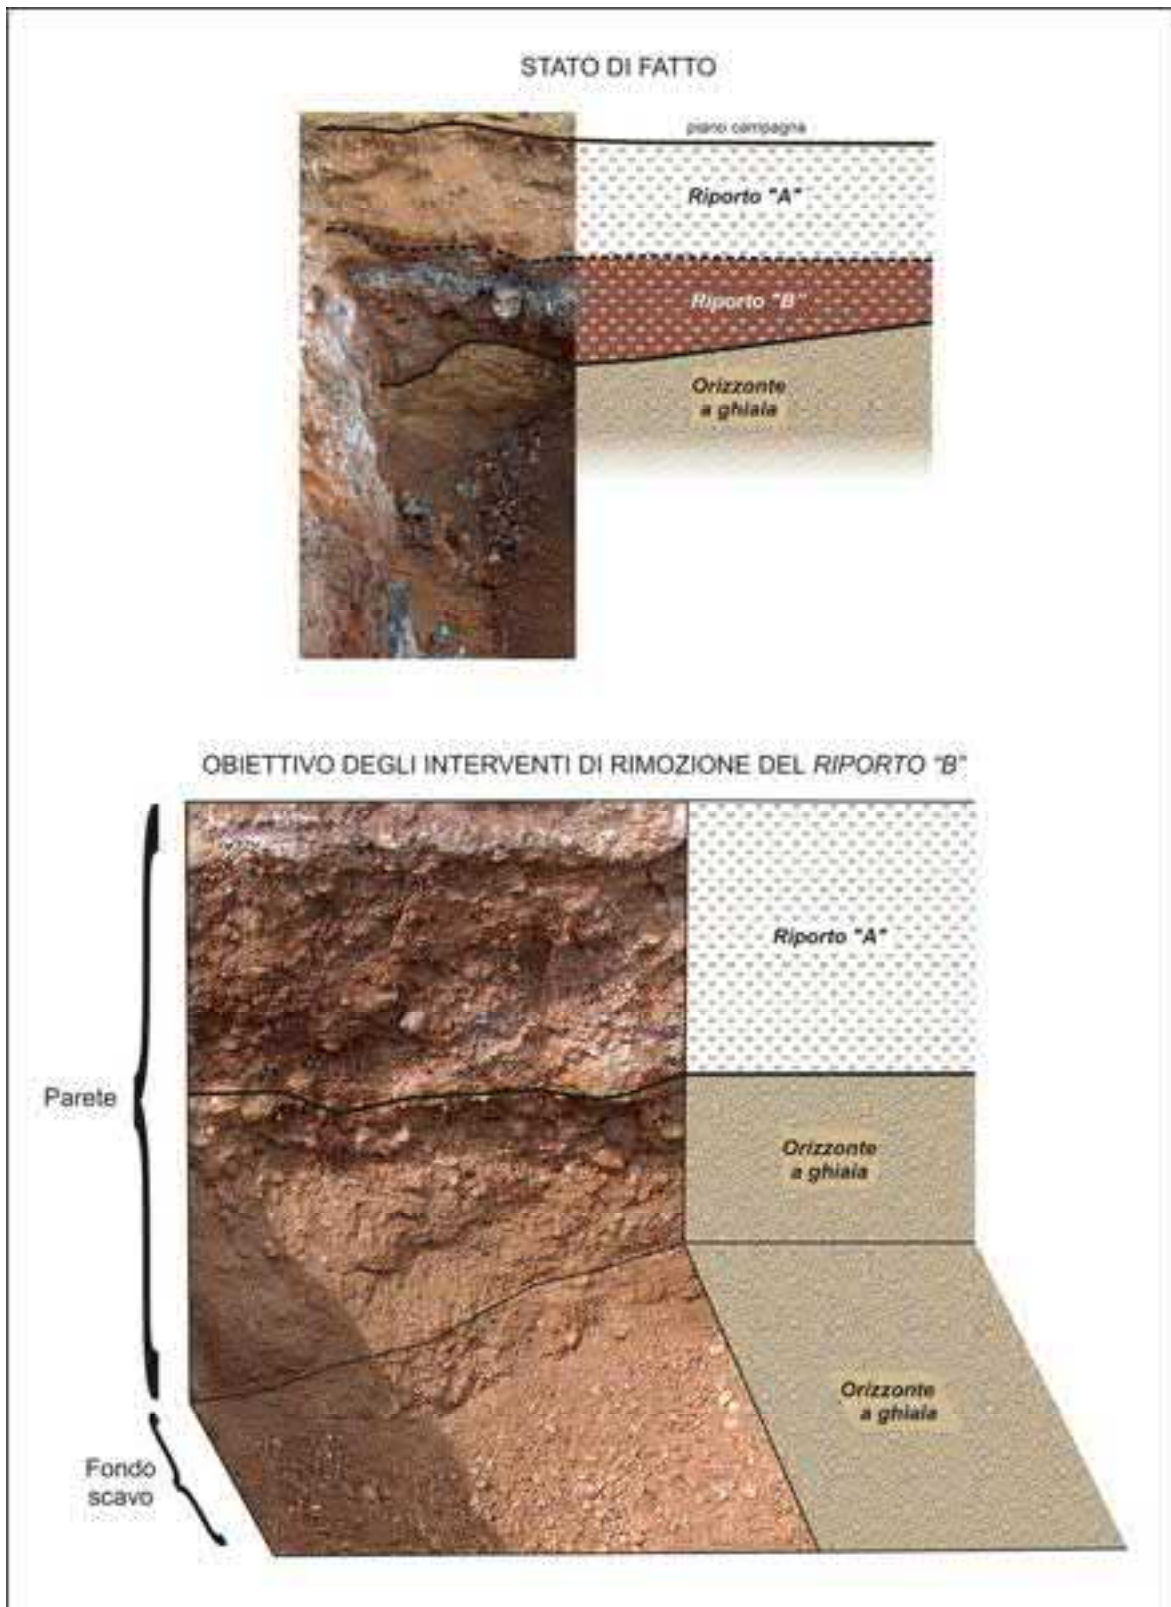 STATO DI FATTO
piano campagna
Riporto "A"
Riporto "B"
Orizzonte
a ghiaia
OBIETTIVO DEGLI INTERVENTI DI RIMOZIONE DEL RIPORTO "B"
Riporto "A"
Parete
Orizzonte
a ghiaia
Orizzonte
a ghiaia
Fondo
scavo